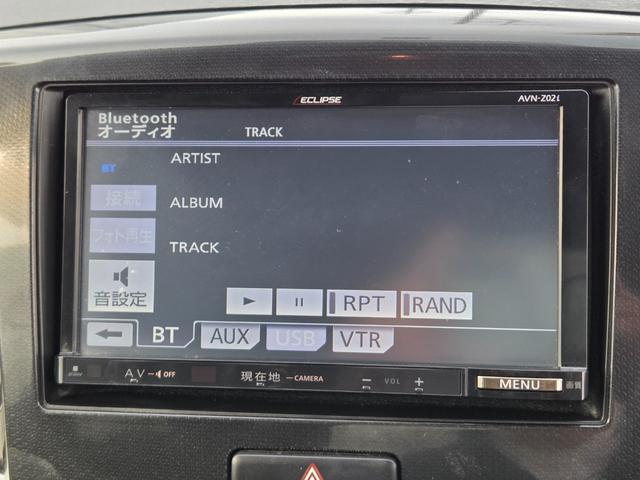 ECLIPSE AVN-Z02i
Bluetooth
オーディオ TRACK
ARTIST
BT
接続
ALBUM
フォト再生
TRACK
音設定
RPT RAND
BT AUX USB VTR
AV OFF 現在地 CAMERA VOL MENU 画質